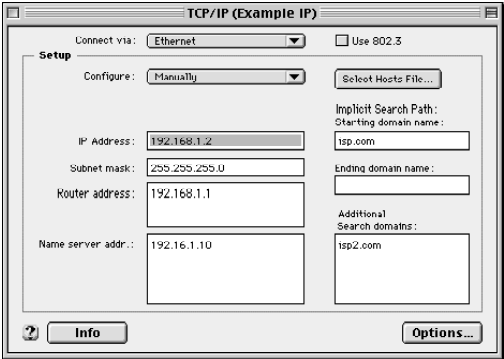 TCP/IP (Example IP)
Connect via: Ethernet
Use 802.3
Setup
Configure: Manually
Select Hosts File...
Implicit Search Path:
Starting domain name:
IP Address: 192.168.1.2
isp.com
Subnet mask: 255.255.255.0
Ending domain name:
Router address: 192.168.1.1
Additional
Search domains:
Name server addr.: 192.16.1.10
isp2.com
?
Info
Options...